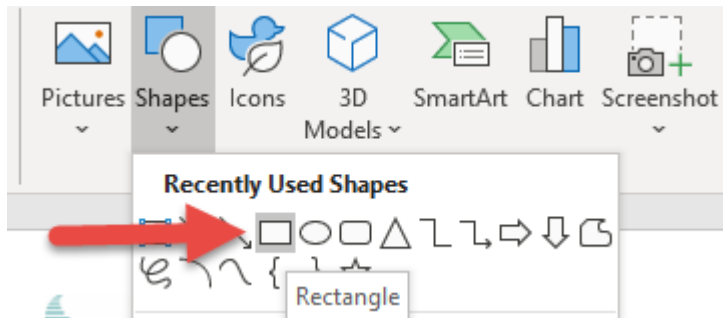 Pictures Shapes Icons 3D Models SmartArt Chart Screenshot
Recently Used Shapes
Rectangle